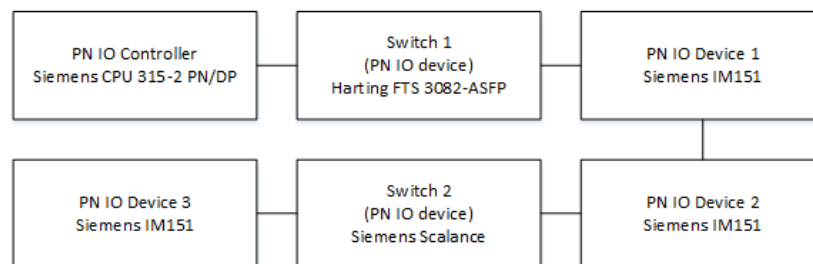 PN IO Controller
Siemens CPU 315-2 PN/DP
Switch 1
(PN IO device)
Harting FTS 3082-ASFP
PN IO Device 1
Siemens IM151
PN IO Device 3
Siemens IM151
Switch 2
(PN IO device)
Siemens Scalance
PN IO Device 2
Siemens IM151